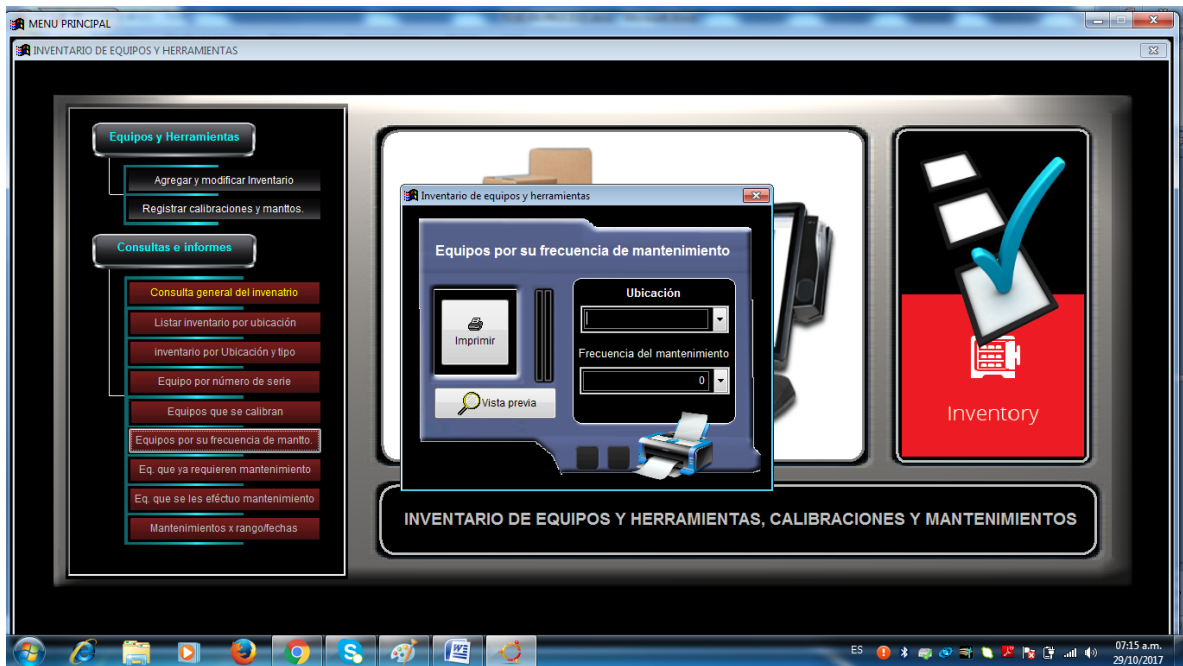 MENU PRINCIPAL
INVENTARIO DE EQUIPOS Y HERRAMIENTAS
Equipos y Herramientas
Agregar y modificar Inventario
Registrar calibraciones y manttos.
Consultas e informes
Consulta general del invenatrio
Listar inventario por ubicación
inventario por Ubicación y tipo
Equipo por número de serie
Equipos que se calibran
Equipos por su frecuencia de mantto.
Eq. que ya requieren mantenimiento
Eq. que se les eféctuo mantenimiento
Mantenimientos x rango/fechas
Inventario de equipos y herramientas
Equipos por su frecuencia de mantenimiento
Imprimir
Vista previa
Ubicación
Frecuencia del mantenimiento
0
Inventory
INVENTARIO DE EQUIPOS Y HERRAMIENTAS, CALIBRACIONES Y MANTENIMIENTOS
ES
07:15 a.m.
29/10/2017